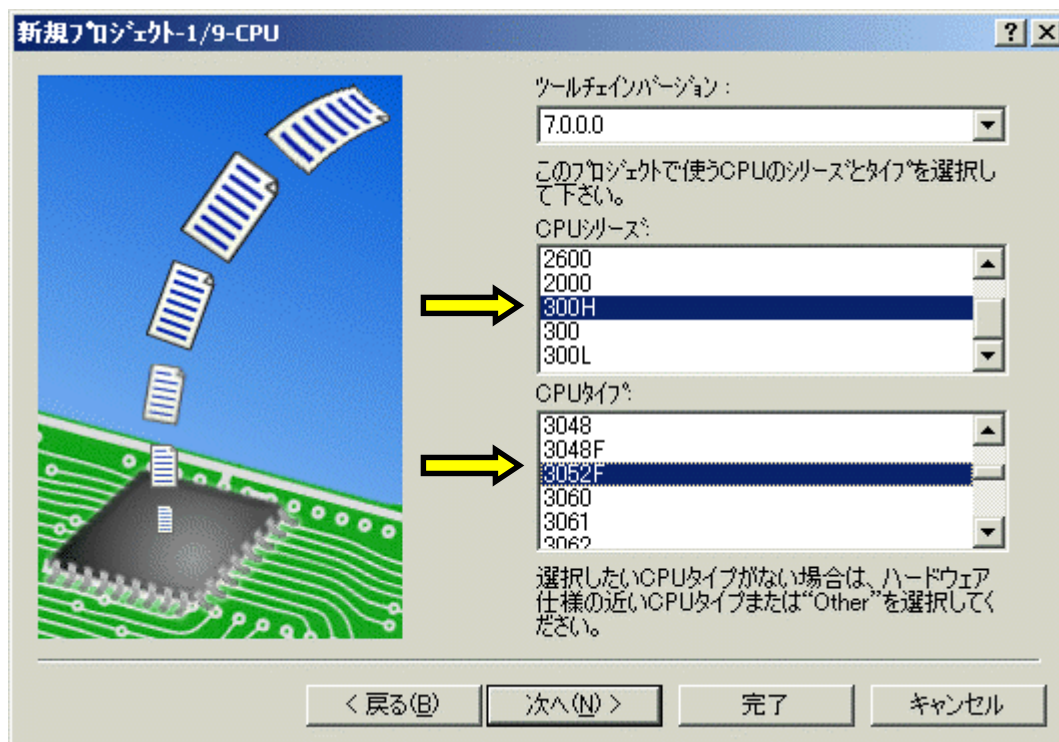 新規ﾌﾟﾛｼﾞｪｸﾄ-1/9-CPU
ﾂｰﾙﾁｪｲﾝﾊﾞｰｼﾞｮﾝ :
7.0.0.0
このﾌﾟﾛｼﾞｪｸﾄで使うCPUのｼﾘｰｽﾞとﾀｲﾌﾟを選択し
て下さい。
CPUｼﾘｰｽﾞ:
2600
2000
300H
300
300L
CPUﾀｲﾌﾟ:
3048
3048F
3052F
3060
3061
3062
選択したいCPUタイプがない場合は、ハードウェア
仕様の近いCPUタイプまたは“Other”を選択してく
ださい。
< 戻る(B)
次へ(N) >
完了
キャンセル